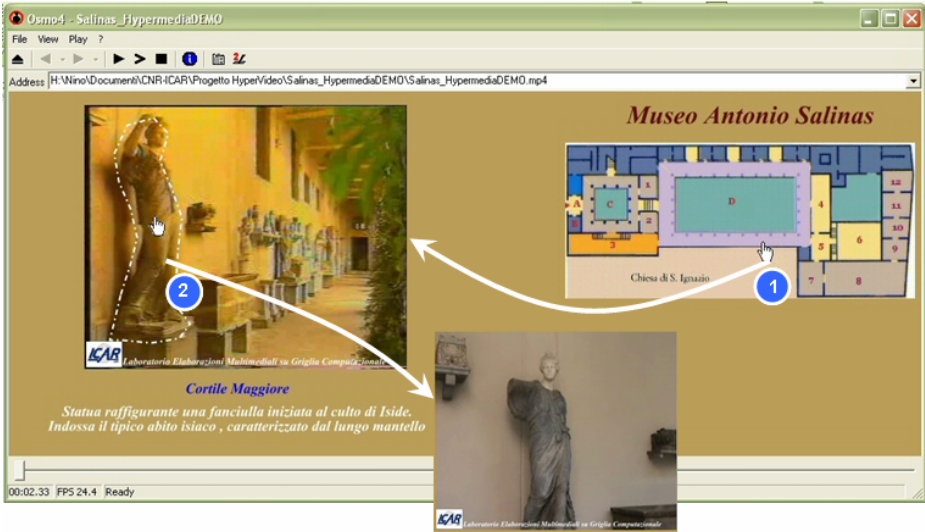 Osmo4 - Salinas_HypermediaDEMO
File View Play ?
Address H:\Nino\Documenti\CNR-ICAR\Progetto HyperVideo\Salinas_HypermediaDEMO\Salinas_HypermediaDEMO.mp4
Museo Antonio Salinas
A
C
1
2
3
D
4
5
6
7
8
9
10
11
12
Chiesa di S. Ignazio
1
2
ICAR Laboratorio Elaborazioni Multimediali su Griglia Computazionale
Cortile Maggiore
Statua raffigurante una fanciulla iniziata al culto di Iside.
Indossa il tipico abito isiaco , caratterizzato dal lungo mantello
ICAR Laboratorio Elaborazioni Multimediali su Griglia Computazionale
00:02.33 FPS 24.4 Ready